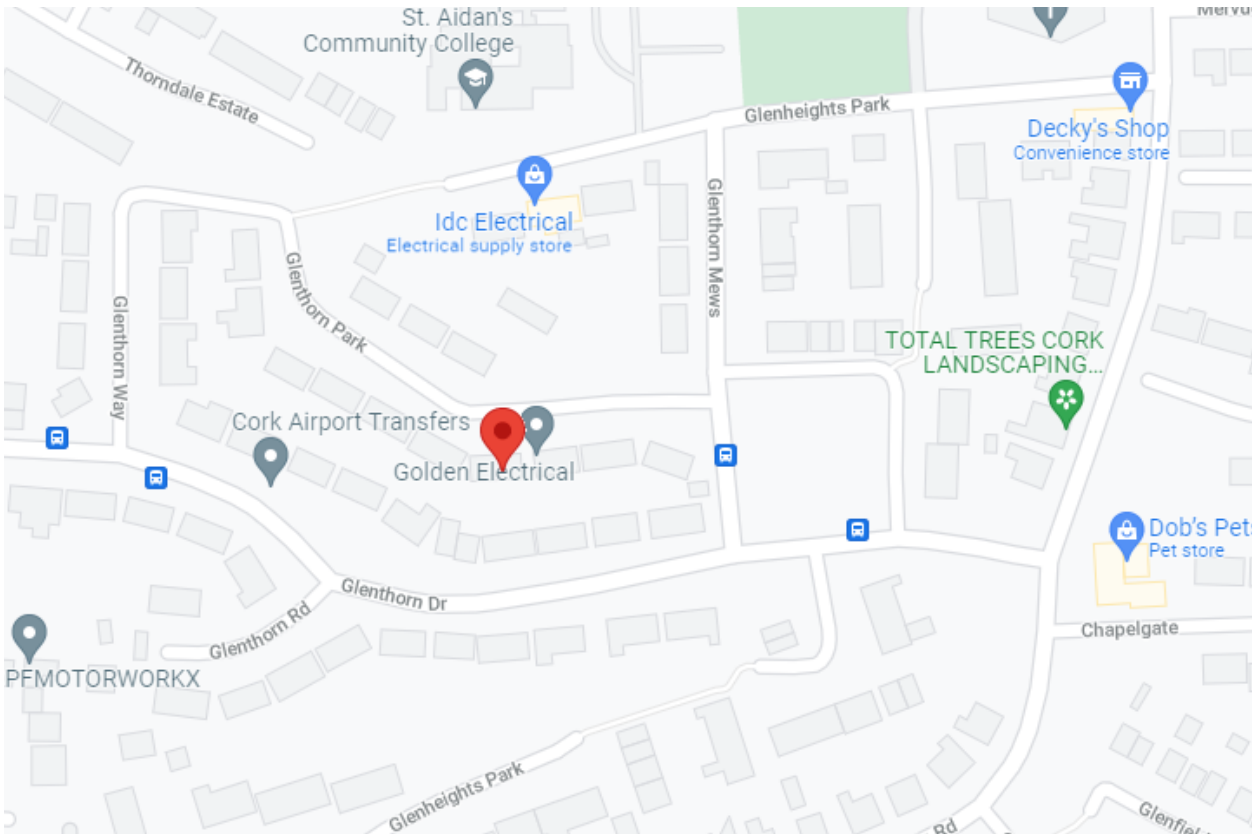 St. Aidan's
Community College
Thorndale Estate
Glenheights Park
Decky's Shop
Convenience store
Idc Electrical
Electrical supply store
Glenthorn Mews
Glenthorn Park
Glenthorn Way
TOTAL TREES CORK
LANDSCAPING...
Cork Airport Transfers
Golden Electrical
Dob's Pets
Pet store
Glenthorn Dr
Glenthorn Rd
Chapelgate
PFMOTORWORKX
Glenheights Park
Rd